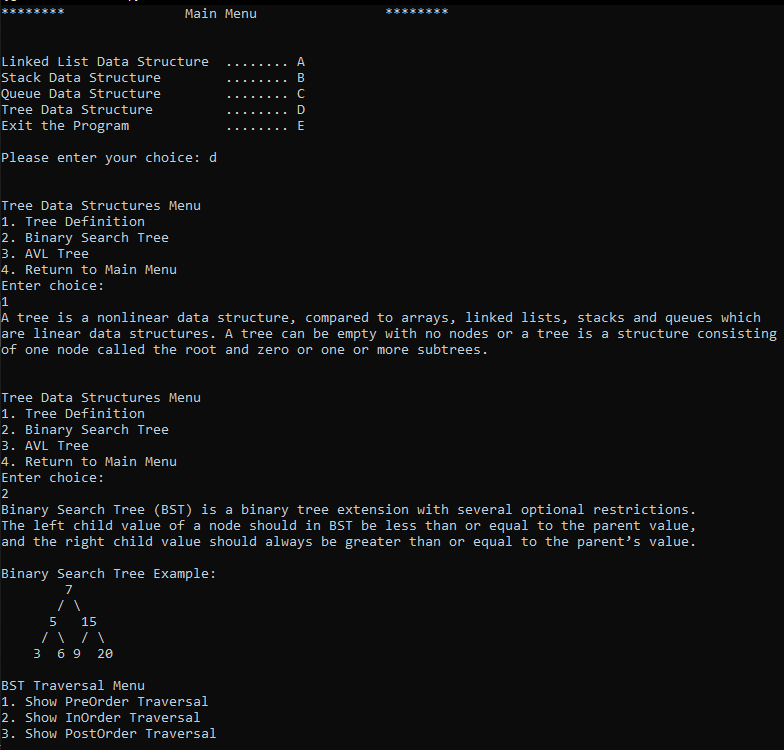 ******** Main Menu ********
Linked List Data Structure ........ A
Stack Data Structure ........ B
Queue Data Structure ........ C
Tree Data Structure ........ D
Exit the Program ........ E
Please enter your choice: d
Tree Data Structures Menu
1. Tree Definition
2. Binary Search Tree
3. AVL Tree
4. Return to Main Menu
Enter choice:
1
A tree is a nonlinear data structure, compared to arrays, linked lists, stacks and queues which
are linear data structures. A tree can be empty with no nodes or a tree is a structure consisting
of one node called the root and zero or one or more subtrees.
Tree Data Structures Menu
1. Tree Definition
2. Binary Search Tree
3. AVL Tree
4. Return to Main Menu
Enter choice:
2
Binary Search Tree (BST) is a binary tree extension with several optional restrictions.
The left child value of a node should in BST be less than or equal to the parent value,
and the right child value should always be greater than or equal to the parent’s value.
Binary Search Tree Example:
        7
       / \
      5   15
     / \  / \
    3  6 9  20
BST Traversal Menu
1. Show PreOrder Traversal
2. Show InOrder Traversal
3. Show PostOrder Traversal